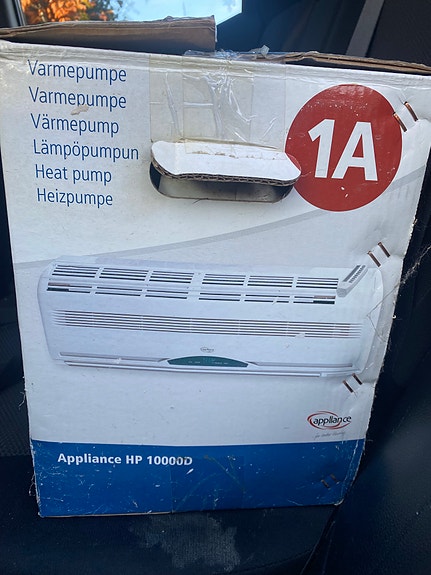 Varmepumpe
Varmepumpe
Värmepump
Lämpöpumpun
Heat pump
Heizpumpe
1A
appliance
Appliance HP 10000D